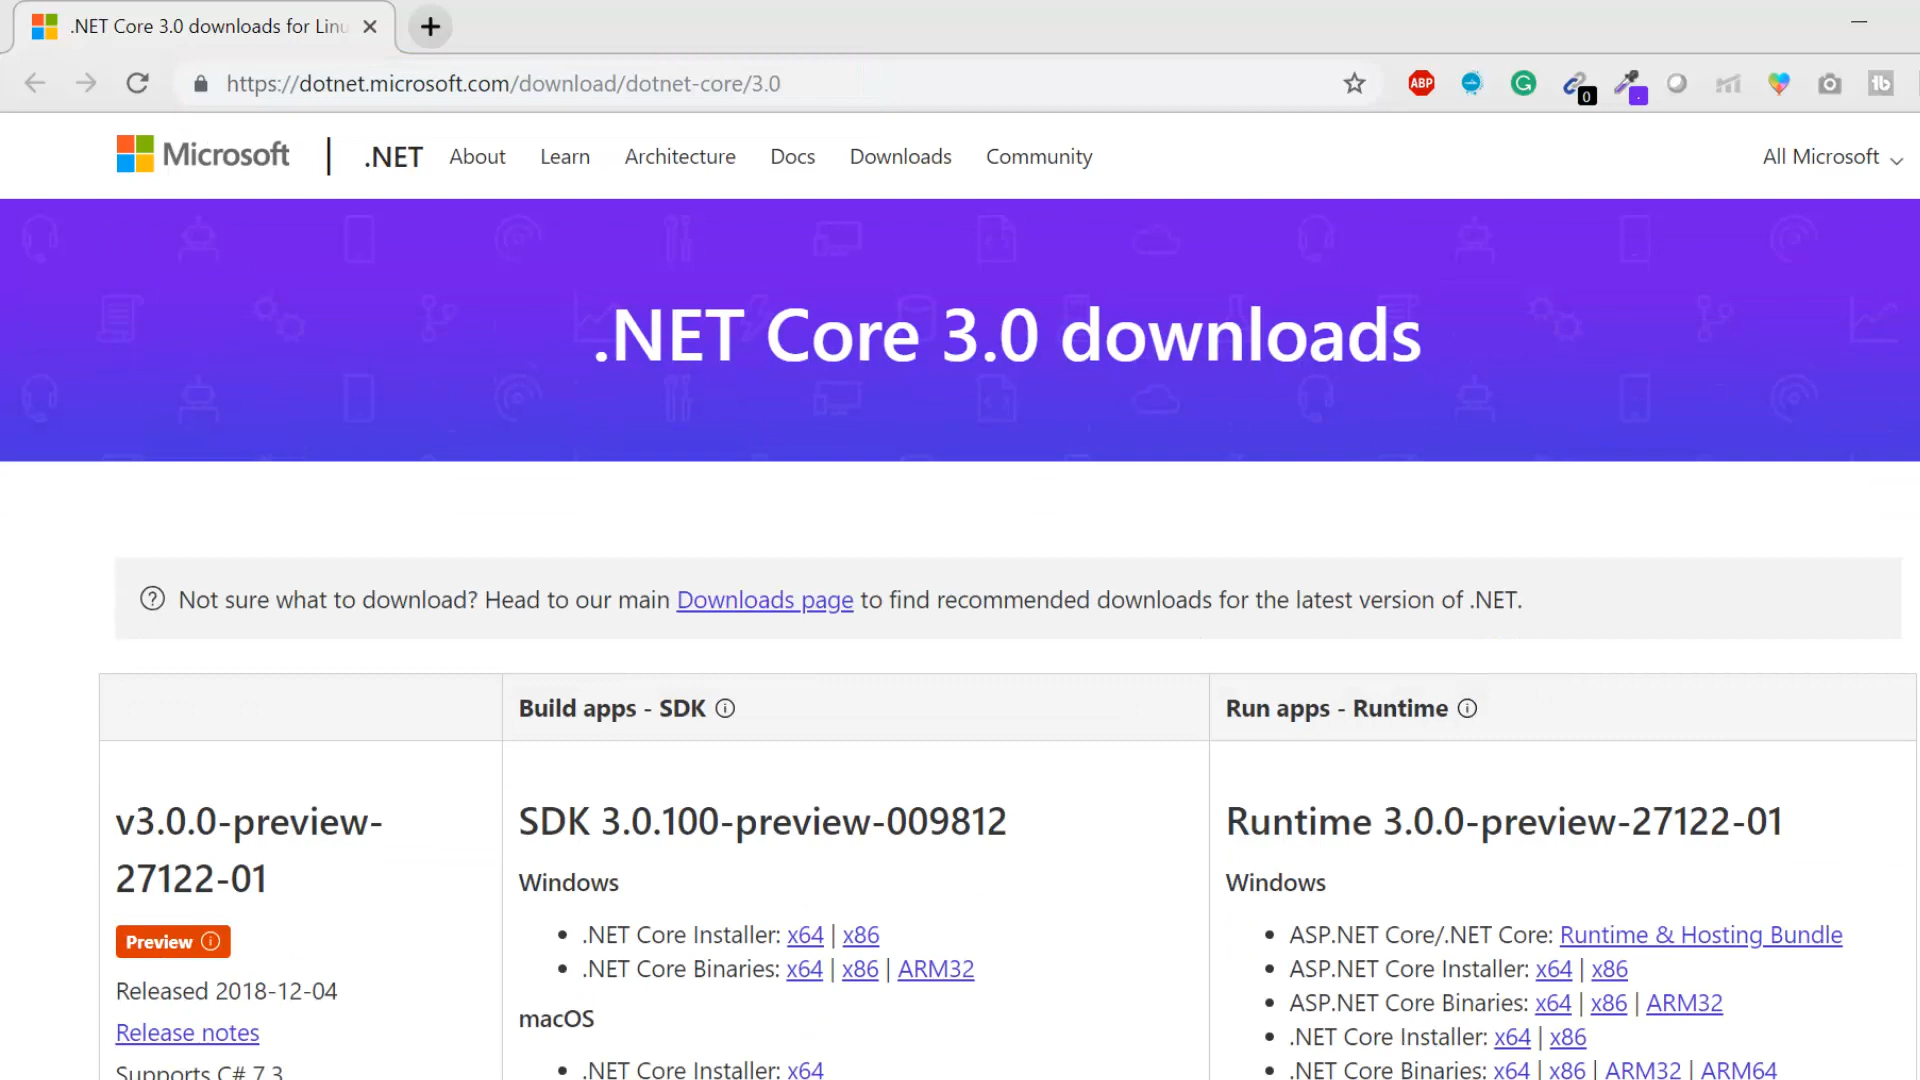 .NET Core 3.0 downloads for Linu
https://dotnet.microsoft.com/download/dotnet-core/3.0
ABP
0
tb
Microsoft | .NET About Learn Architecture Docs Downloads Community All Microsoft
.NET Core 3.0 downloads
Not sure what to download? Head to our main Downloads page to find recommended downloads for the latest version of .NET.
Build apps - SDK
Run apps - Runtime
v3.0.0-preview-
27122-01
Preview
Released 2018-12-04
Release notes
Supports C# 7.3
SDK 3.0.100-preview-009812
Windows
.NET Core Installer: x64 | x86
.NET Core Binaries: x64 | x86 | ARM32
macOS
.NET Core Installer: x64
Runtime 3.0.0-preview-27122-01
Windows
ASP.NET Core/.NET Core: Runtime & Hosting Bundle
ASP.NET Core Installer: x64 | x86
ASP.NET Core Binaries: x64 | x86 | ARM32
.NET Core Installer: x64 | x86
.NET Core Binaries: x64 | x86 | ARM32 | ARM64